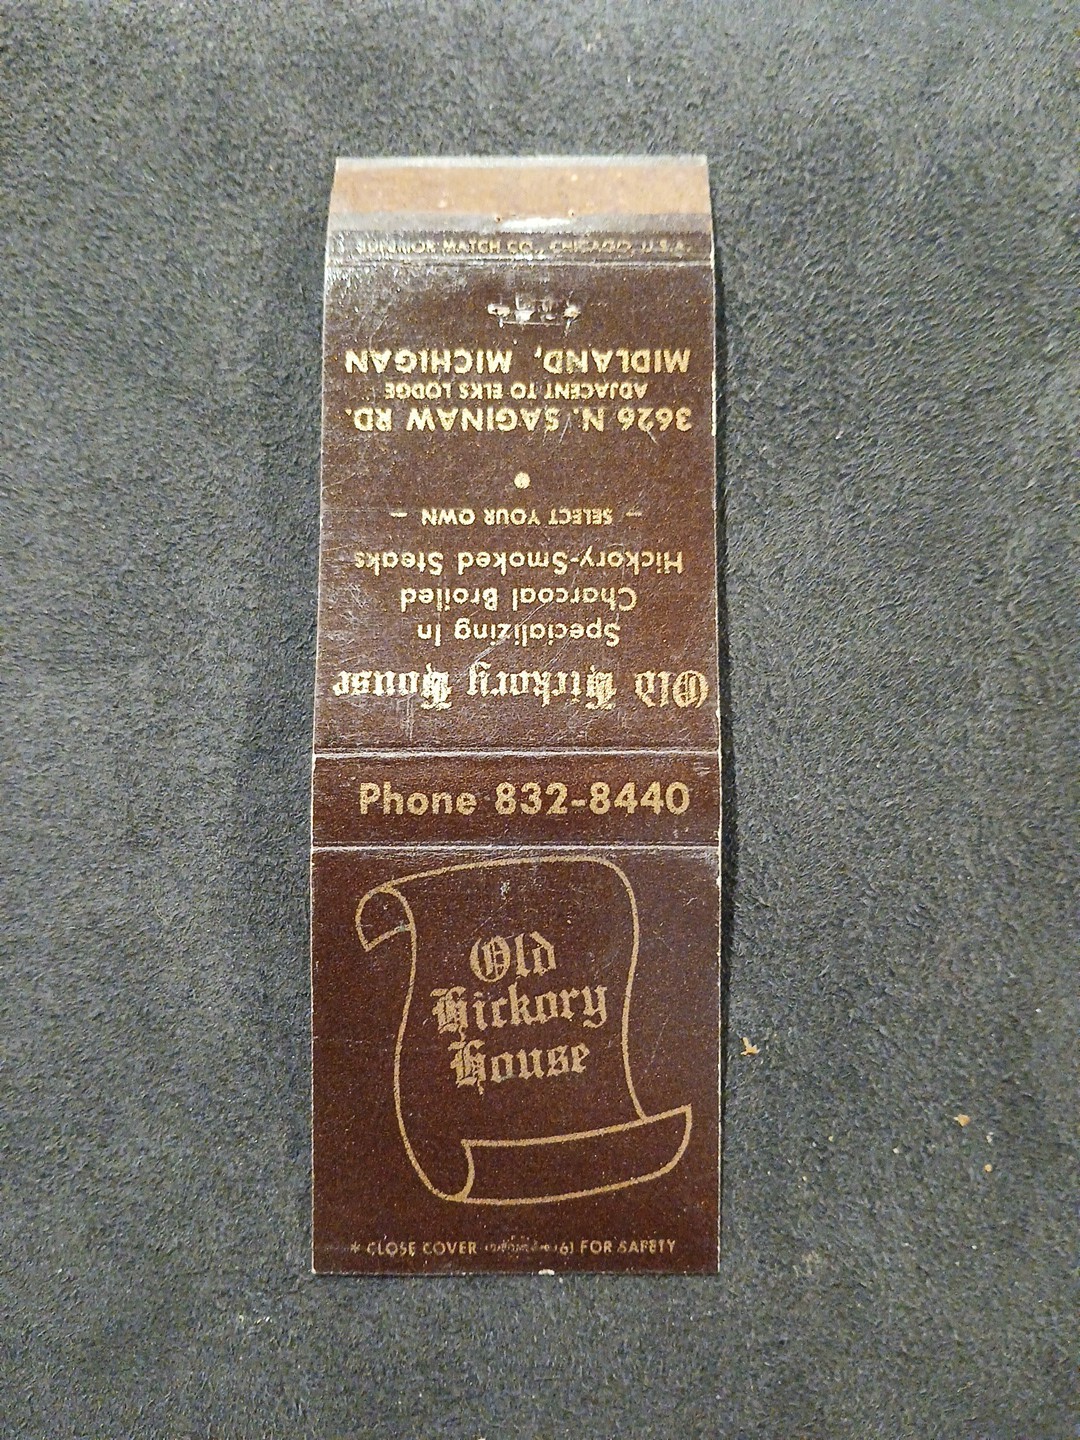 SUPERIOR MATCH CO., CHICAGO, U.S.A.
Old Hickory House
Specializing In
Charcoal Broiled
Hickory-Smoked Steaks
– SELECT YOUR OWN –
3626 N. SAGINAW RD.
ADJACENT TO ELKS LODGE
MIDLAND, MICHIGAN
Phone 832-8440
Old
Hickory
House
* CLOSE COVER FOR SAFETY